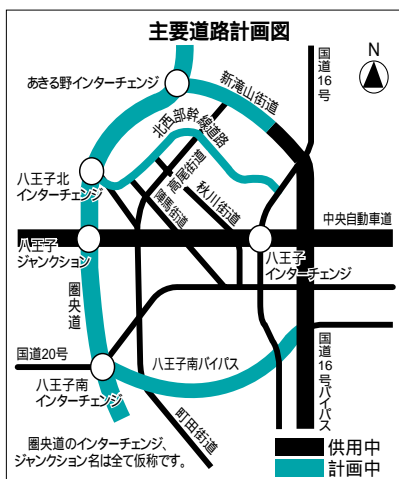 主要道路計画図
N
国道16号
あきる野インターチェンジ
新滝山街道
北西部幹線道路
高尾街道
八王子北
インターチェンジ
陣馬街道
秋川街道
中央自動車道
八王子
ジャンクション
八王子
インターチェンジ
圏央道
国道20号
八王子南バイパス
国道16号バイパス
八王子南
インターチェンジ
町田街道
圏央道のインターチェンジ、
ジャンクション名は全て仮称です。
供用中
計画中